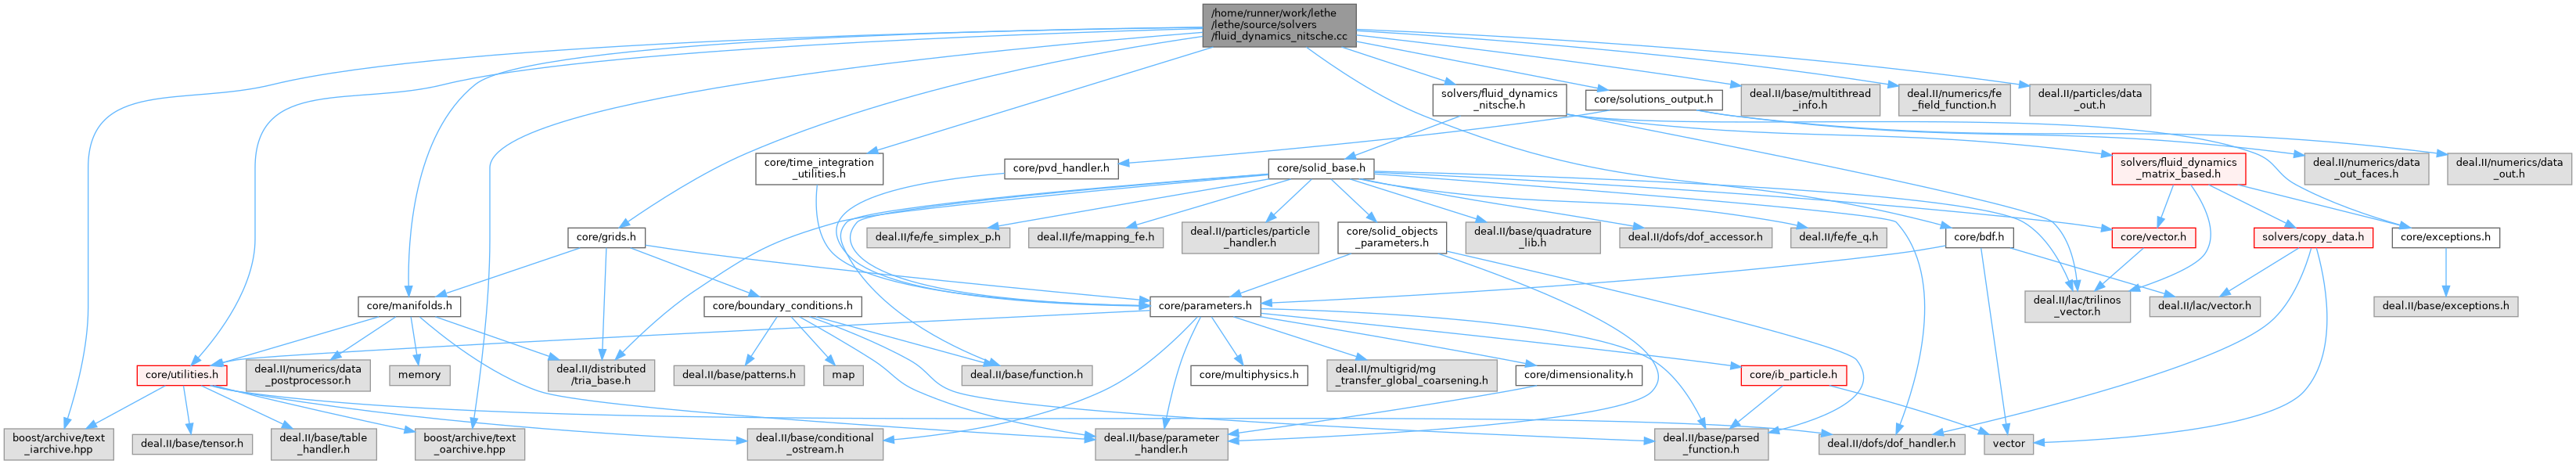 /home/runner/work/lethe
/lethe/source/solvers
/fluid_dynamics_nitsche.cc
solvers/fluid_dynamics
_nitsche.h
core/solutions_output.h
deal.II/base/multithread
_info.h
deal.II/numerics/fe
_field_function.h
deal.II/particles/data
_out.h
core/time_integration
_utilities.h
core/pvd_handler.h
core/solid_base.h
solvers/fluid_dynamics
_matrix_based.h
deal.II/numerics/data
_out_faces.h
deal.II/numerics/data
_out.h
core/grids.h
deal.II/fe/fe_simplex_p.h
deal.II/fe/mapping_fe.h
deal.II/particles/particle
_handler.h
core/solid_objects
_parameters.h
deal.II/base/quadrature
_lib.h
deal.II/dofs/dof_accessor.h
deal.II/fe/fe_q.h
core/bdf.h
core/vector.h
solvers/copy_data.h
core/exceptions.h
core/manifolds.h
core/boundary_conditions.h
core/parameters.h
deal.II/lac/trilinos
_vector.h
deal.II/lac/vector.h
deal.II/base/exceptions.h
core/utilities.h
deal.II/numerics/data
_postprocessor.h
memory
deal.II/distributed
/tria_base.h
deal.II/base/patterns.h
map
deal.II/base/function.h
core/multiphysics.h
deal.II/multigrid/mg
_transfer_global_coarsening.h
core/dimensionality.h
core/ib_particle.h
boost/archive/text
_iarchive.hpp
deal.II/base/tensor.h
deal.II/base/table
_handler.h
boost/archive/text
_oarchive.hpp
deal.II/base/conditional
_ostream.h
deal.II/base/parameter
_handler.h
deal.II/base/parsed
_function.h
deal.II/dofs/dof_handler.h
vector